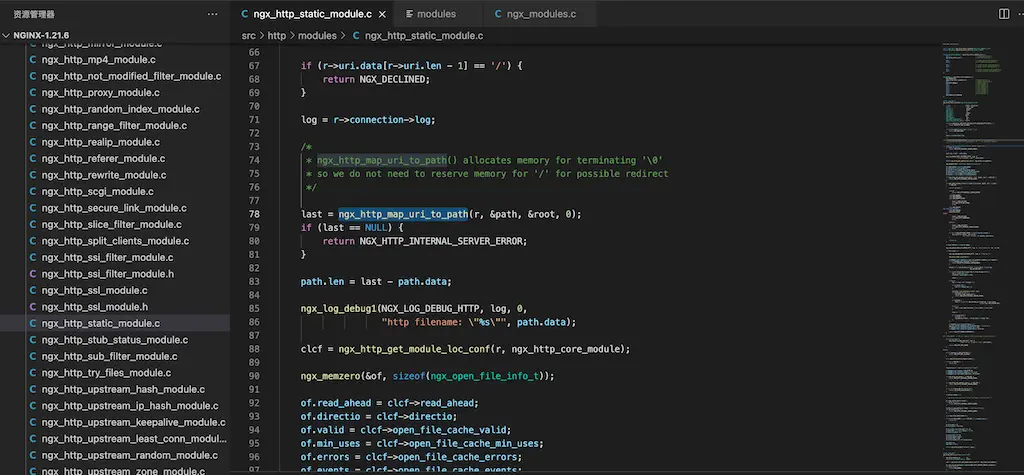 资源管理器
NGINX-1.21.6
ngx_http_mirror_module.c
ngx_http_mp4_module.c
ngx_http_not_modified_filter_module.c
ngx_http_proxy_module.c
ngx_http_random_index_module.c
ngx_http_range_filter_module.c
ngx_http_realip_module.c
ngx_http_referer_module.c
ngx_http_rewrite_module.c
ngx_http_scgi_module.c
ngx_http_secure_link_module.c
ngx_http_slice_filter_module.c
ngx_http_split_clients_module.c
ngx_http_ssi_filter_module.c
ngx_http_ssi_filter_module.h
ngx_http_ssl_module.c
ngx_http_ssl_module.h
ngx_http_static_module.c
ngx_http_stub_status_module.c
ngx_http_sub_filter_module.c
ngx_http_try_files_module.c
ngx_http_upstream_hash_module.c
ngx_http_upstream_ip_hash_module.c
ngx_http_upstream_keepalive_module.c
ngx_http_upstream_least_conn_modul...
ngx_http_upstream_random_module.c
ngx_http_upstream_zone_module.c
C ngx_http_static_module.c × modules C ngx_modules.c
src > http > modules > C ngx_http_static_module.c
66
67 if (r->uri.data[r->uri.len - 1] == '/') {
68 return NGX_DECLINED;
69 }
70
71 log = r->connection->log;
72
73 /*
74 * ngx_http_map_uri_to_path() allocates memory for terminating '\0'
75 * so we do not need to reserve memory for '/' for possible redirect
76 */
77
78 last = ngx_http_map_uri_to_path(r, &path, &root, 0);
79 if (last == NULL) {
80 return NGX_HTTP_INTERNAL_SERVER_ERROR;
81 }
82
83 path.len = last - path.data;
84
85 ngx_log_debug1(NGX_LOG_DEBUG_HTTP, log, 0,
86 "http filename: \"%s\"", path.data);
87
88 clcf = ngx_http_get_module_loc_conf(r, ngx_http_core_module);
89
90 ngx_memzero(&of, sizeof(ngx_open_file_info_t));
91
92 of.read_ahead = clcf->read_ahead;
93 of.directio = clcf->directio;
94 of.valid = clcf->open_file_cache_valid;
95 of.min_uses = clcf->open_file_cache_min_uses;
96 of.errors = clcf->open_file_cache_errors;
97 of.events = clcf->open_file_cache_events;